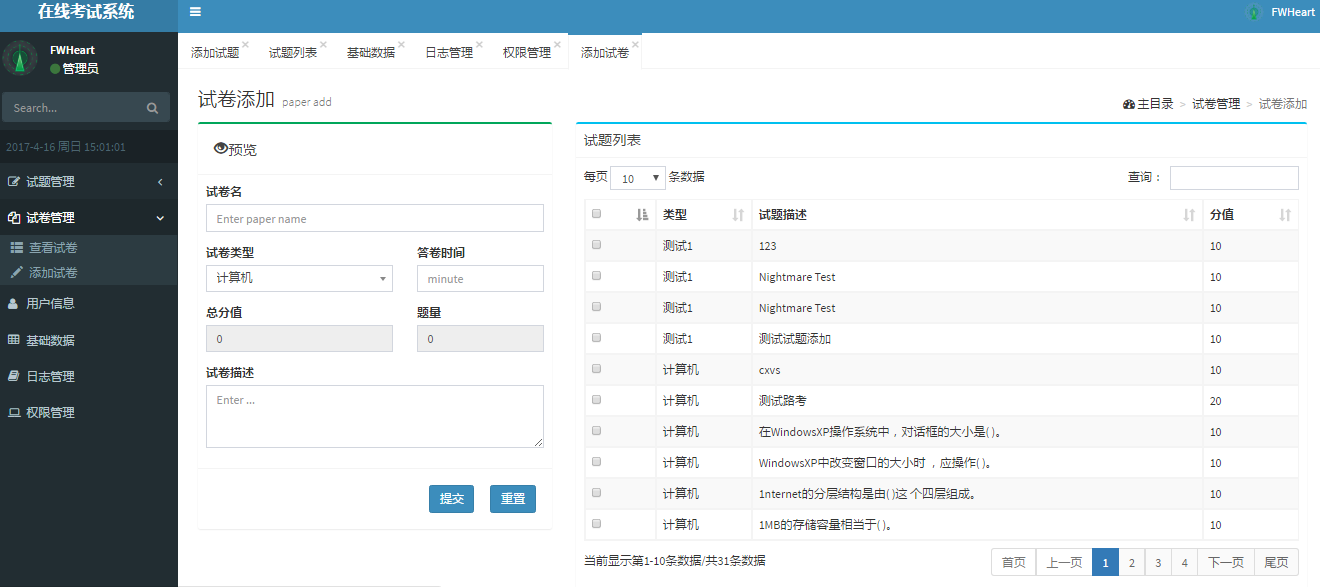 在线考试系统
FWHeart
FWHeart
管理员
Search...
2017-4-16 周日 15:01:01
试题管理
试卷管理
查看试卷
添加试卷
用户信息
基础数据
日志管理
权限管理
添加试题 × 试题列表 × 基础数据 × 日志管理 × 权限管理 × 添加试卷 ×
试卷添加 paper add
主目录 > 试卷管理 > 试卷添加
预览
试卷名
Enter paper name
试卷类型 答卷时间
计算机 minute
总分值 题量
0 0
试卷描述
Enter ...
提交 重置
试题列表
每页 10 条数据 查询：
类型 试题描述 分值
测试1 123 10
测试1 Nightmare Test 10
测试1 Nightmare Test 10
测试1 测试试题添加 10
计算机 cxvs 10
计算机 测试路考 20
计算机 在WindowsXP操作系统中，对话框的大小是( )。 10
计算机 WindowsXP中改变窗口的大小时 ，应操作( )。 10
计算机 1nternet的分层结构是由( )这 个四层组成。 10
计算机 1MB的存储容量相当于( )。 10
当前显示第1-10条数据/共31条数据 首页 上一页 1 2 3 4 下一页 尾页